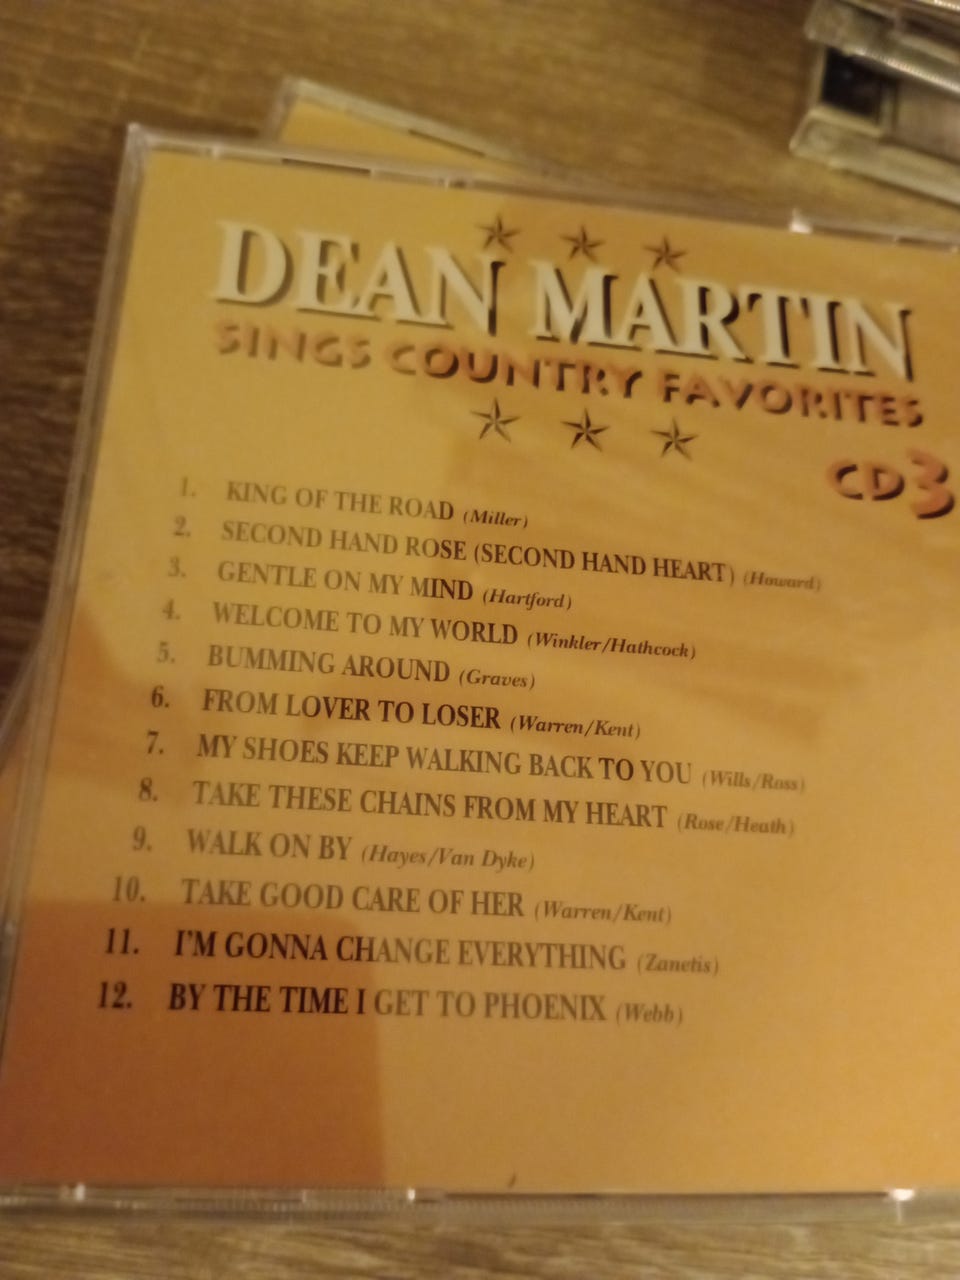 DEAN MARTIN
SINGS COUNTRY FAVORITES
CD3
1. KING OF THE ROAD (Miller)
2. SECOND HAND ROSE (SECOND HAND HEART) (Howard)
3. GENTLE ON MY MIND (Hartford)
4. WELCOME TO MY WORLD (Winkler/Hathcock)
5. BUMMING AROUND (Graves)
6. FROM LOVER TO LOSER (Warren/Kent)
7. MY SHOES KEEP WALKING BACK TO YOU (Wills/Ross)
8. TAKE THESE CHAINS FROM MY HEART (Rose/Heath)
9. WALK ON BY (Hayes/Van Dyke)
10. TAKE GOOD CARE OF HER (Warren/Kent)
11. I'M GONNA CHANGE EVERYTHING (Zanetis)
12. BY THE TIME I GET TO PHOENIX (Webb)